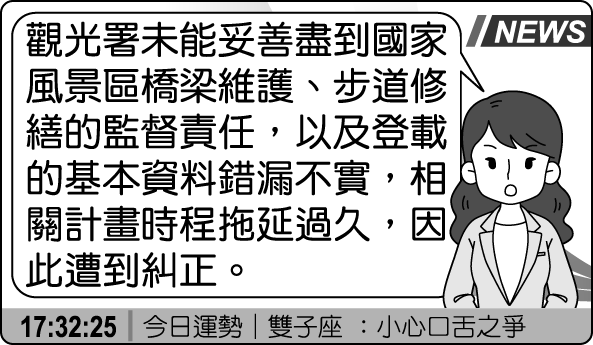 NEWS
觀光署未能妥善盡到國家
風景區橋梁維護、步道修
繕的監督責任，以及登載
的基本資料錯漏不實，相
關計畫時程拖延過久，因
此遭到糾正。
17:32:25 | 今日運勢 | 雙子座 ：小心口舌之爭